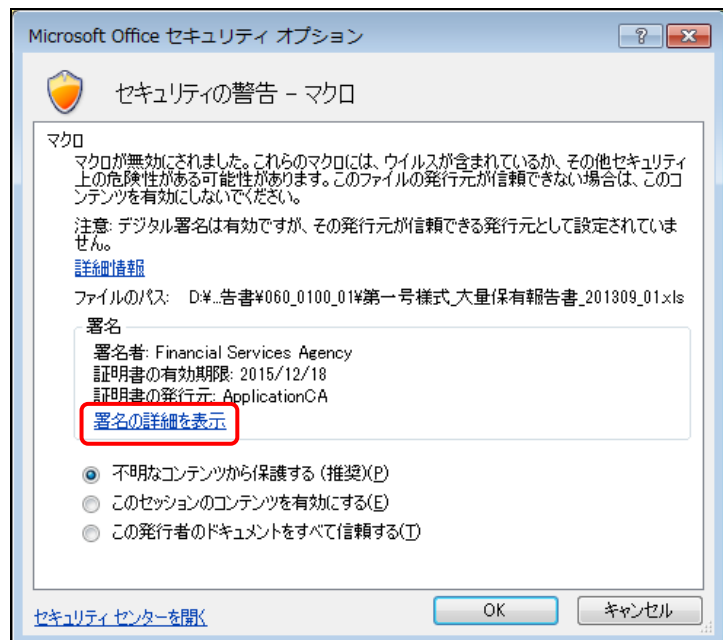 Microsoft Office セキュリティ オプション
セキュリティの警告 - マクロ
マクロ
マクロが無効にされました。これらのマクロには、ウイルスが含まれているか、その他セキュリティ
上の危険性がある可能性があります。このファイルの発行元が信頼できない場合は、このコ
ンテンツを有効にしないでください。
注意: デジタル署名は有効ですが、その発行元が信頼できる発行元として設定されていま
せん。
詳細情報
ファイルのパス: D:¥...告書¥060_0100_01¥第一号様式_大量保有報告書_201309_01.xls
署名
署名者: Financial Services Agency
証明書の有効期限: 2015/12/18
証明書の発行元: ApplicationCA
署名の詳細を表示
不明なコンテンツから保護する (推奨)(P)
このセッションのコンテンツを有効にする(E)
この発行者のドキュメントをすべて信頼する(T)
セキュリティ センターを開く
OK
キャンセル